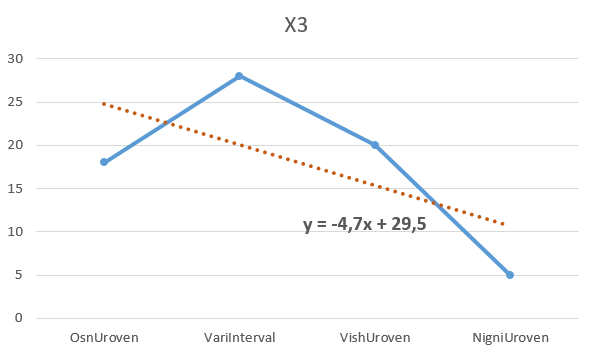 X3
30
25
20
15
10
5
0
y = -4,7x + 29,5
OsnUroven VariInterval VishUroven NigniUroven